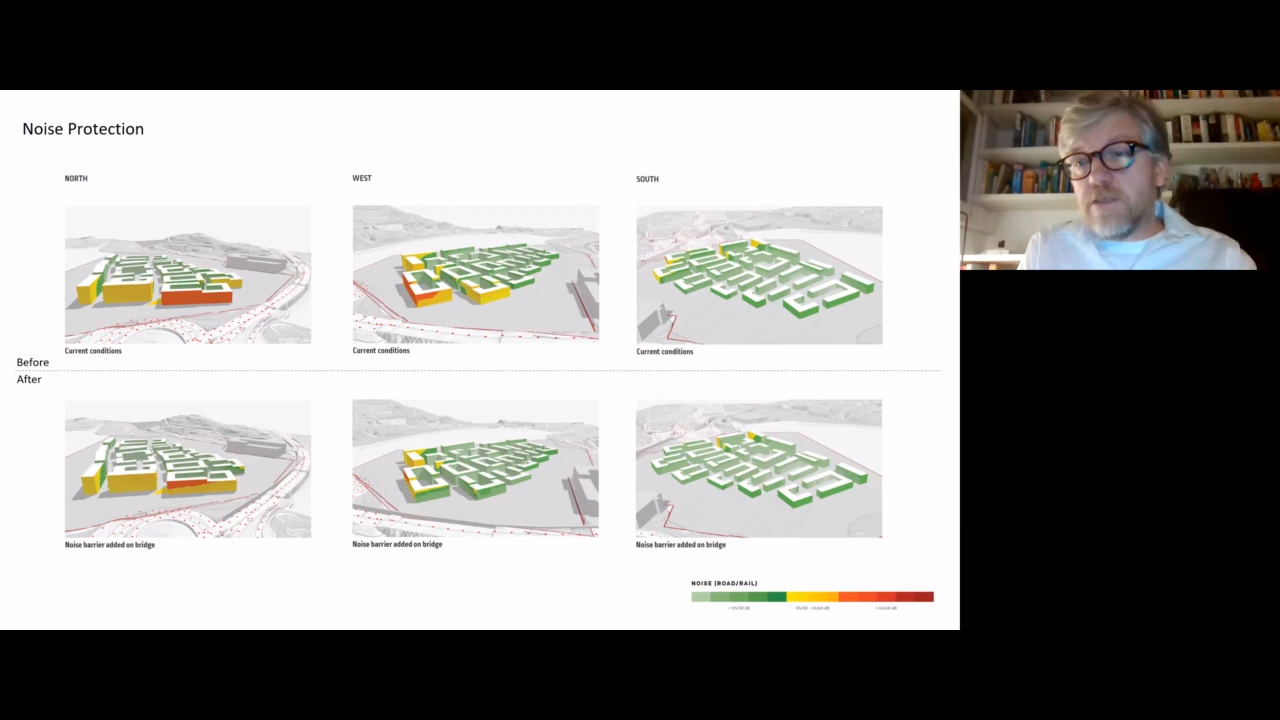 Noise Protection
NORTH
WEST
SOUTH
Current conditions
Current conditions
Current conditions
Before
After
Noise barrier added on bridge
Noise barrier added on bridge
Noise barrier added on bridge
NOISE (ROAD/RAIL)